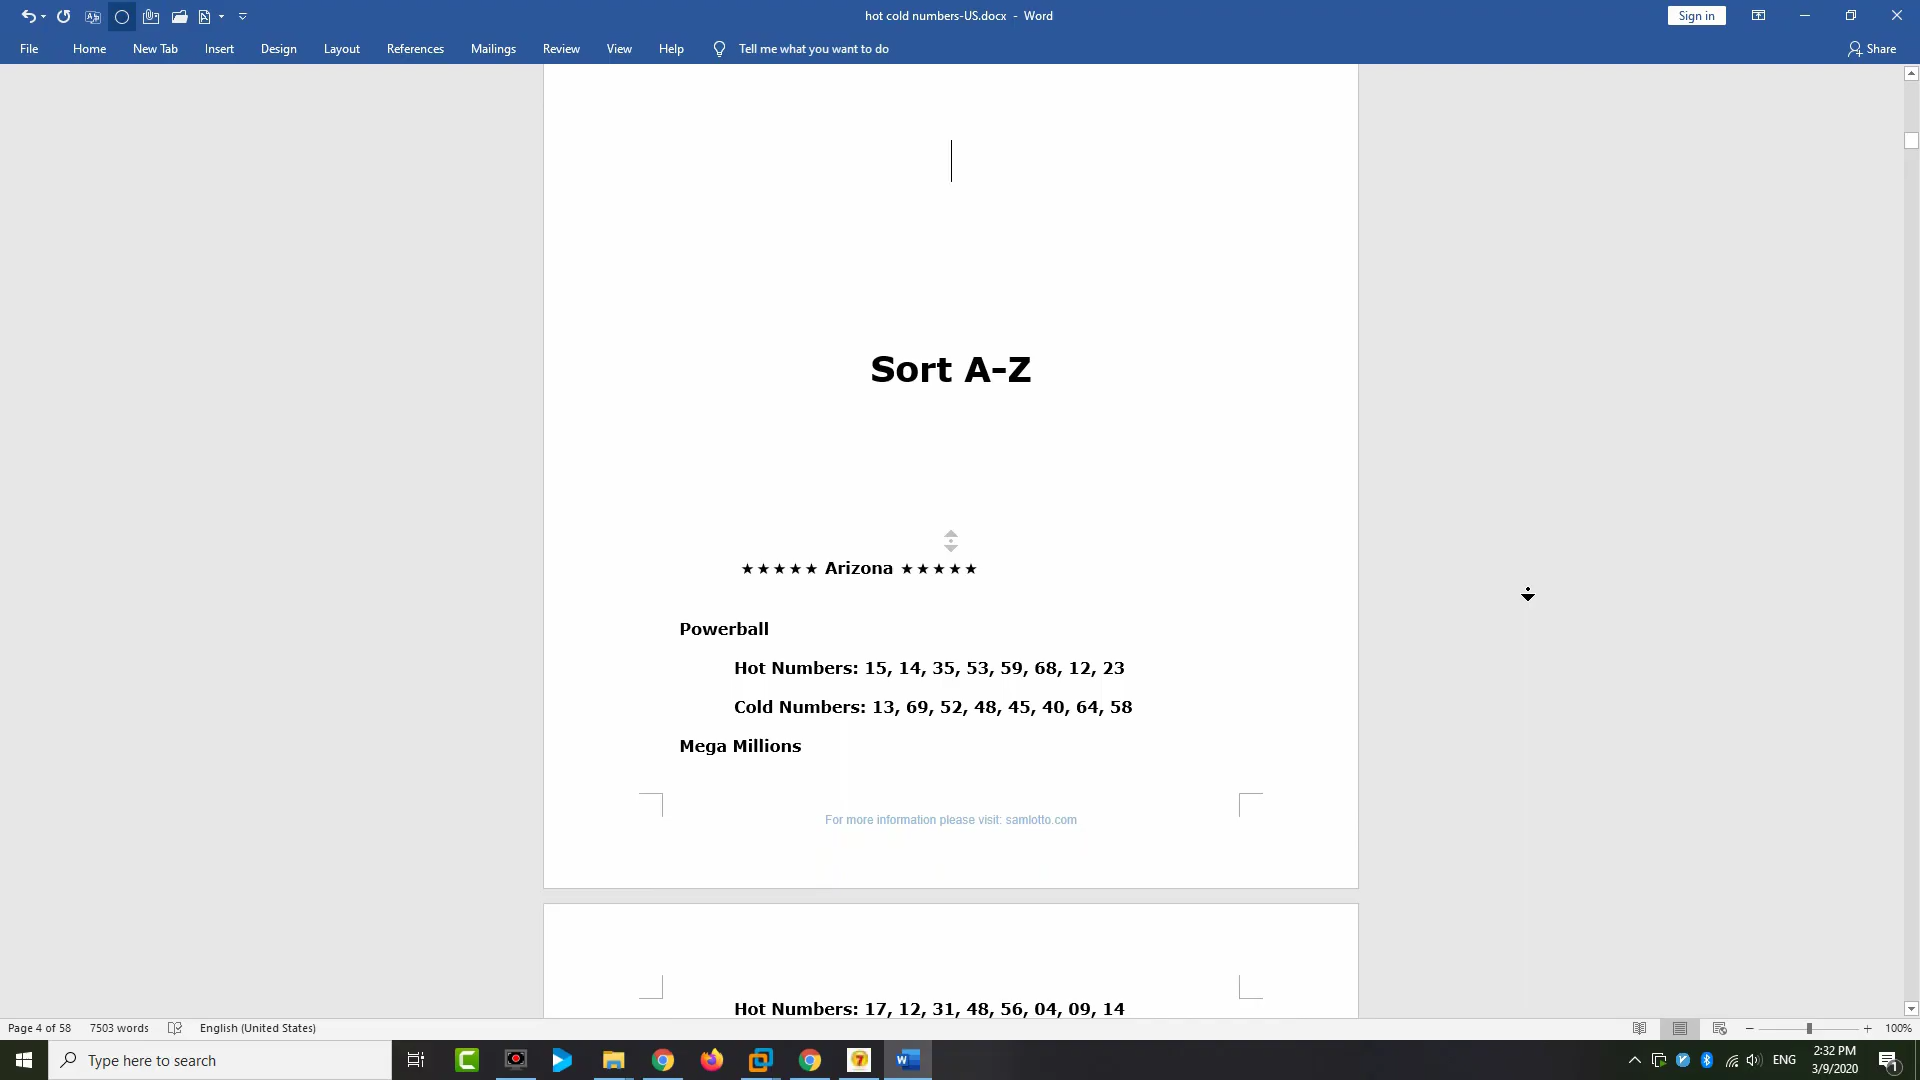 hot cold numbers-US.docx - Word
Sign in
File Home New Tab Insert Design Layout References Mailings Review View Help Tell me what you want to do Share
Sort A-Z
★★★★★ Arizona ★★★★★
Powerball
Hot Numbers: 15, 14, 35, 53, 59, 68, 12, 23
Cold Numbers: 13, 69, 52, 48, 45, 40, 64, 58
Mega Millions
For more information please visit: samlotto.com
Hot Numbers: 17, 12, 31, 48, 56, 04, 09, 14
Page 4 of 58 7503 words English (United States) 100%
Type here to search
ENG
2:32 PM
3/9/2020